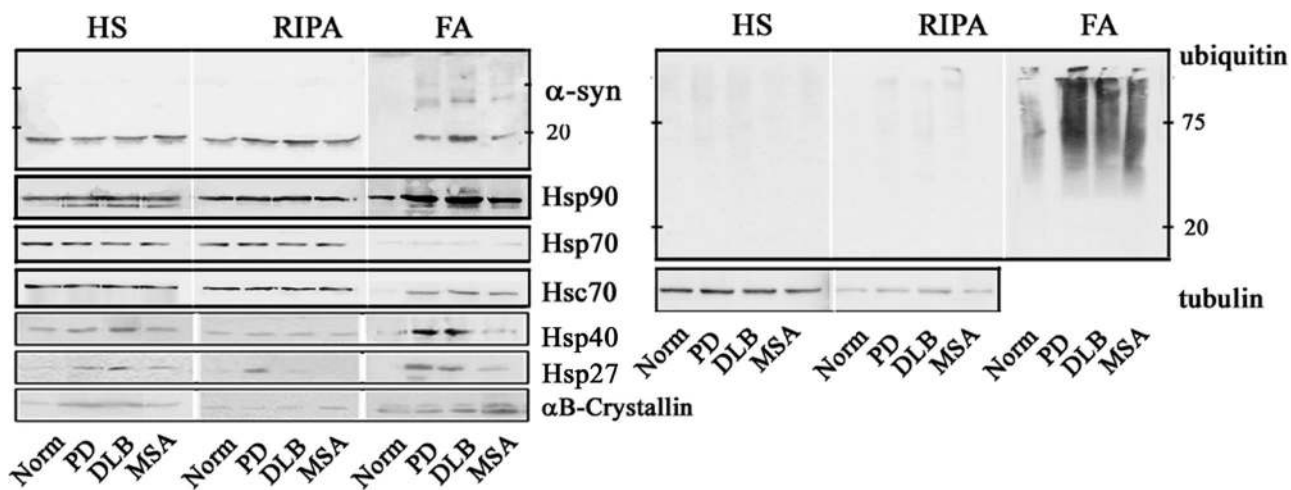 HS RIPA FA
α-syn
20
Hsp90
Hsp70
Hsc70
Hsp40
Hsp27
αB-Crystallin
Norm PD DLB MSA Norm PD DLB MSA Norm PD DLB MSA
HS RIPA FA
ubiquitin
75
20
tubulin
Norm PD DLB MSA Norm PD DLB MSA Norm PD DLB MSA